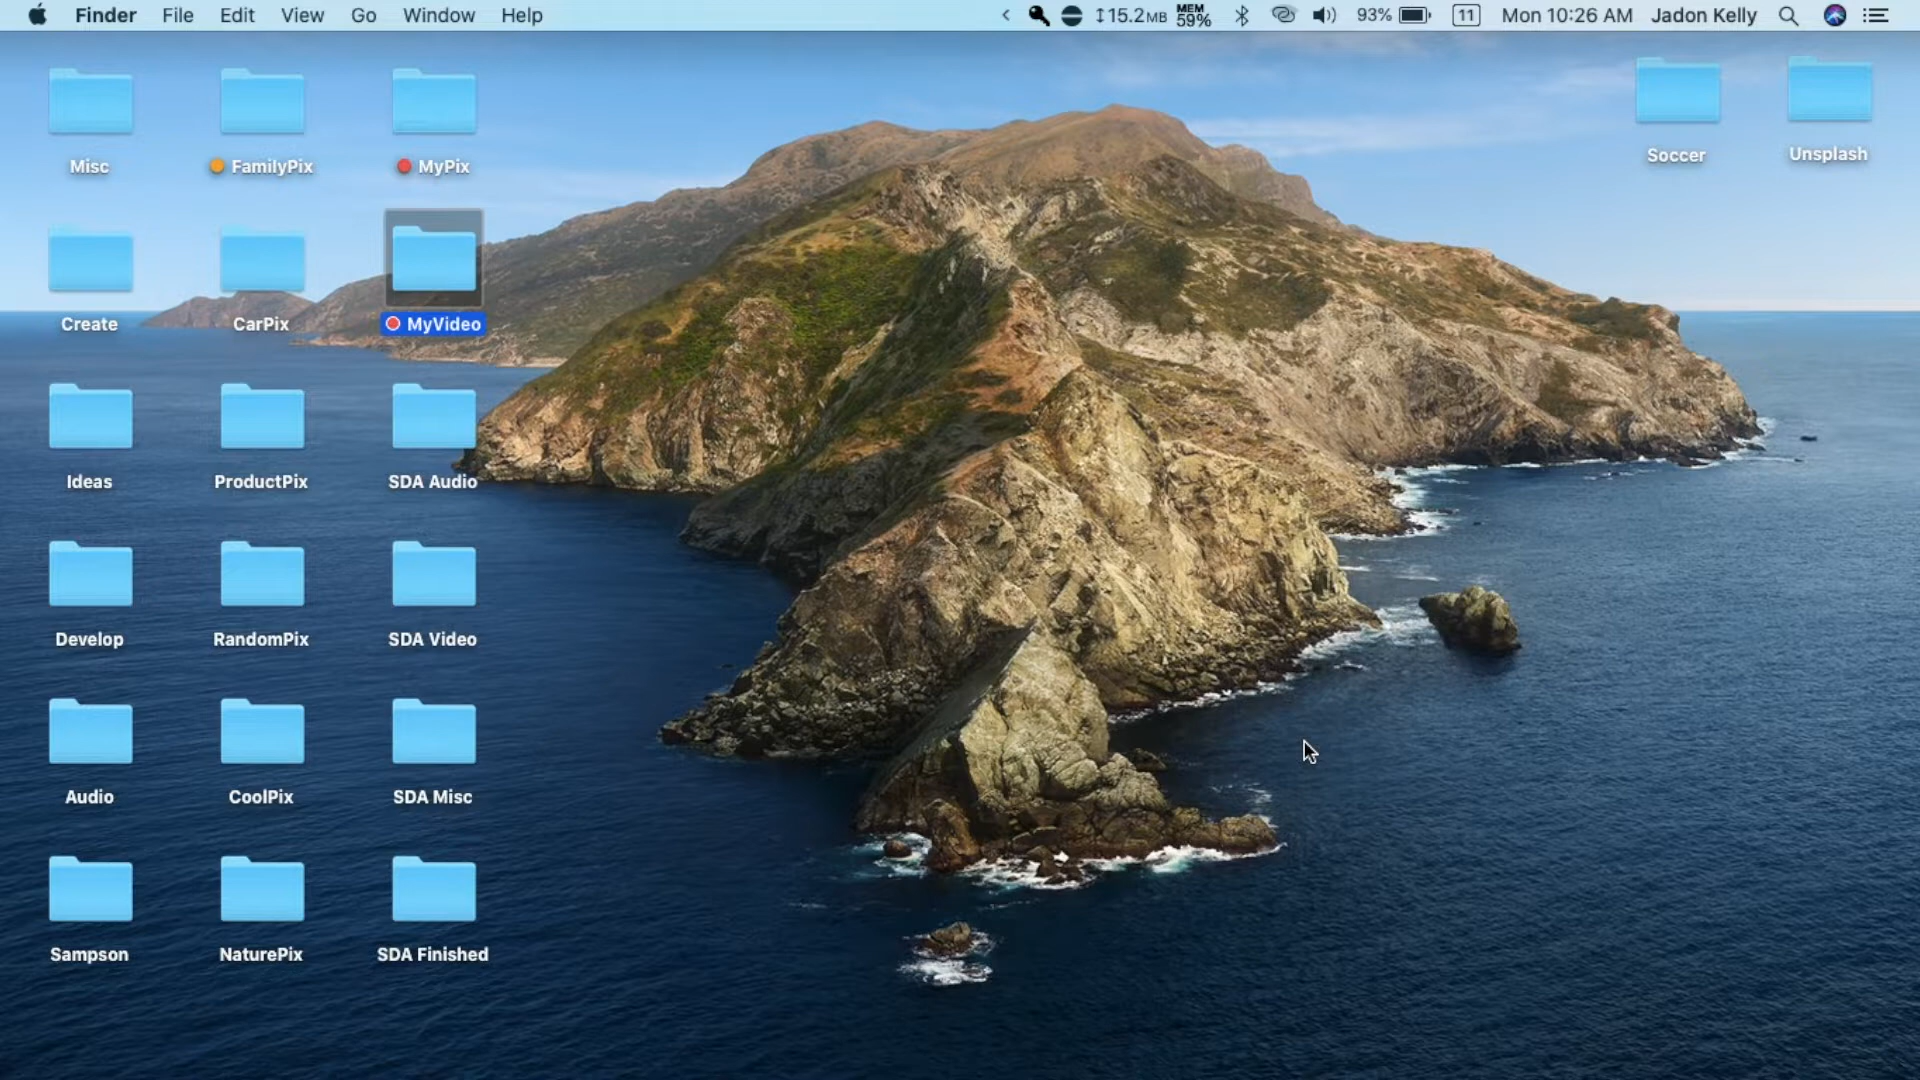 Finder File Edit View Go Window Help < 15.2MB MEM 59% 93% 11 Mon 10:26 AM Jadon Kelly
Misc FamilyPix MyPix Soccer Unsplash
Create CarPix MyVideo
Ideas ProductPix SDA Audio
Develop RandomPix SDA Video
Audio CoolPix SDA Misc
Sampson NaturePix SDA Finished